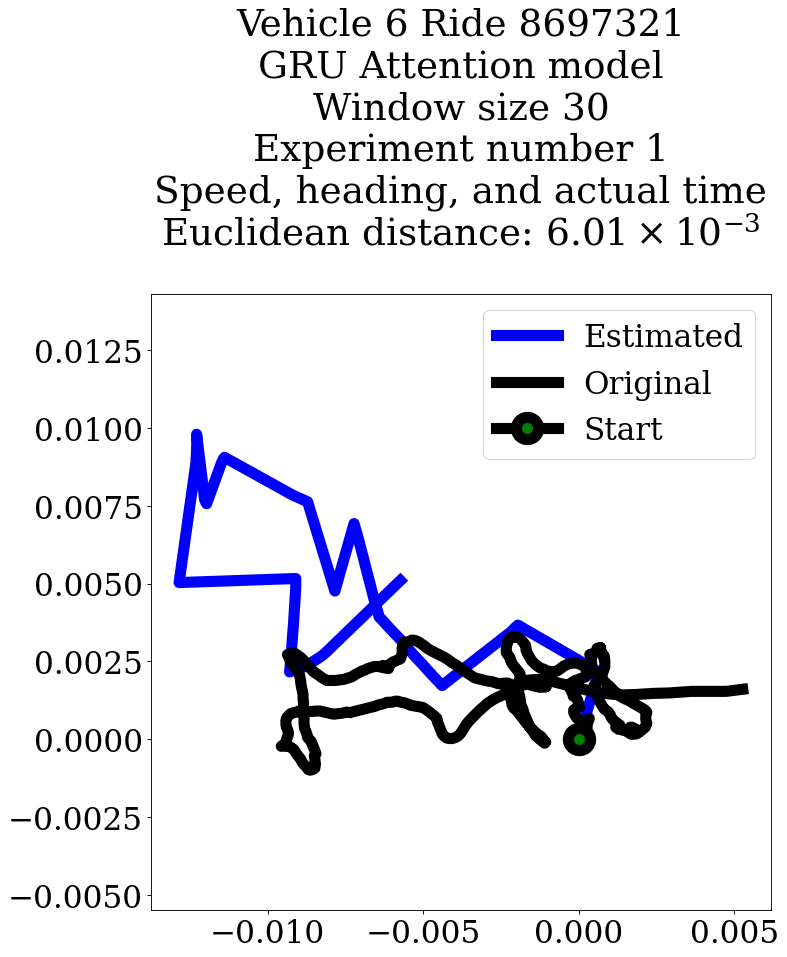 Vehicle 6 Ride 8697321
GRU Attention model
Window size 30
Experiment number 1
Speed, heading, and actual time
Euclidean distance: 6.01 × 10⁻³
Estimated
Original
Start
0.0125
0.0100
0.0075
0.0050
0.0025
0.0000
−0.0025
−0.0050
−0.010 −0.005 0.000 0.005